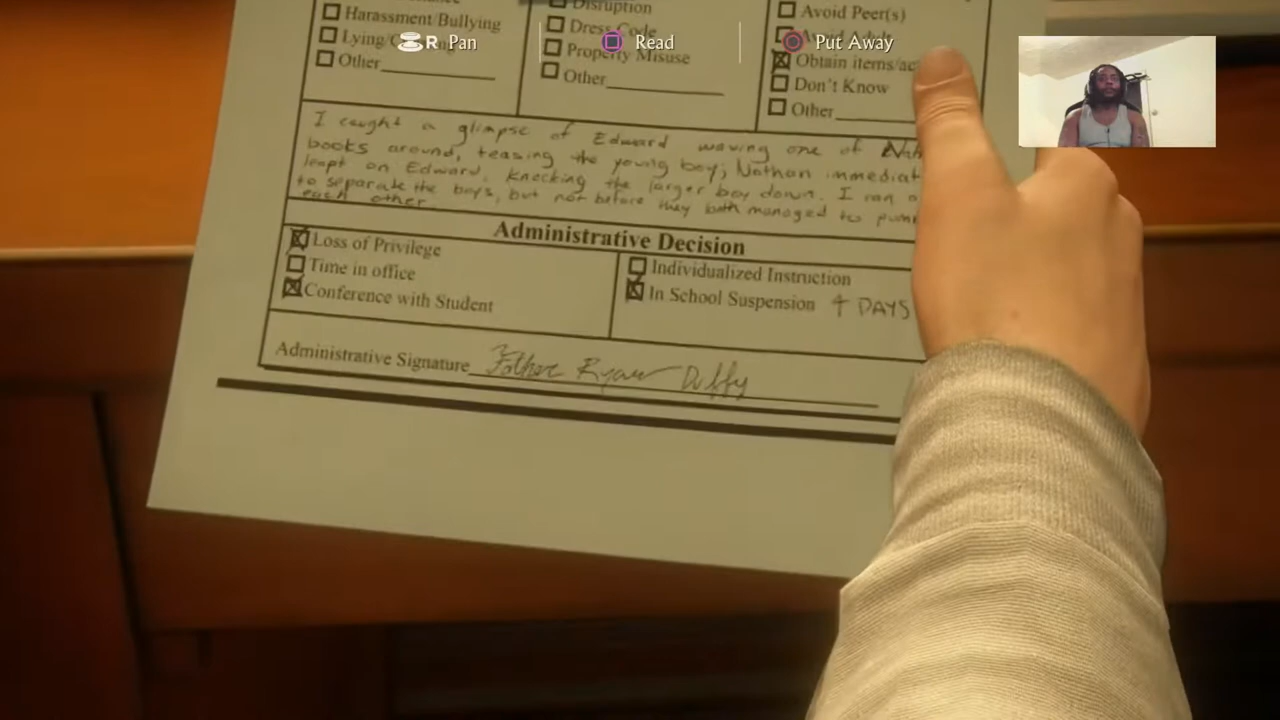 Disruption
Avoid Peer(s)
Harassment/Bullying
Dress Code
R Pan
Read
Put Away
Property Misuse
Obtain items/ac
Other
Other
Don't Know
Other
I caught a glimpse of Edward waving one of
books around, teasing the young boy; Nathan immediat
leapt on Edward, knocking the larger boy down. I ran
to separate the boys, but not before they both managed to
each other.
Administrative Decision
Loss of Privilege
Time in office
Conference with Student
Individualized Instruction
In School Suspension 4 DAYS
Administrative Signature Father Ryan Duffy